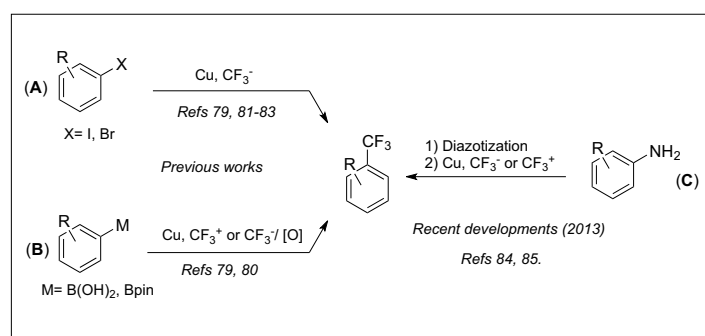 (A)
R
X
X= I, Br
Cu, CF₃⁻
Refs 79, 81-83
Previous works
(B)
R
M
M= B(OH)₂, Bpin
Cu, CF₃⁺ or CF₃⁻/ [O]
Refs 79, 80
CF₃
R
1) Diazotization
2) Cu, CF₃⁻ or CF₃⁺
Recent developments (2013)
Refs 84, 85.
R
NH₂
(C)